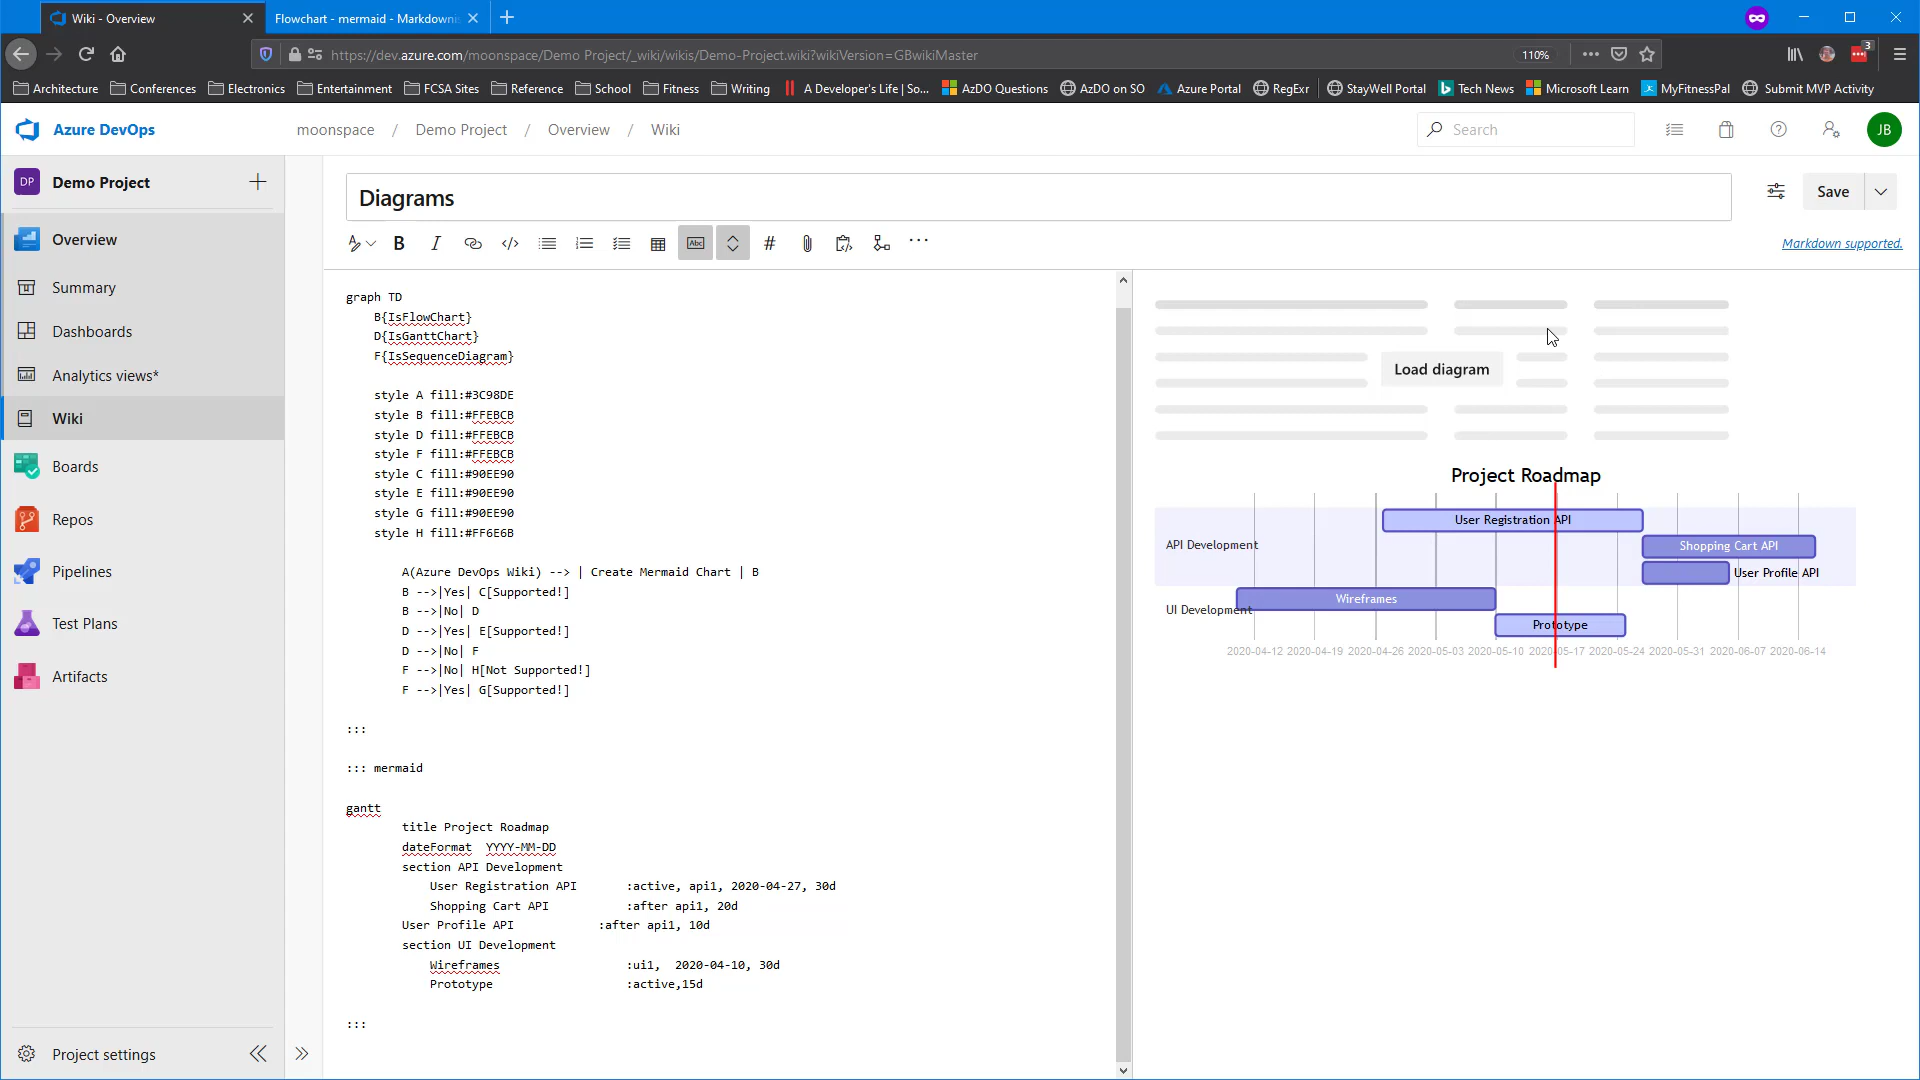 Wiki - Overview
Flowchart - mermaid - Markdownis
https://dev.azure.com/moonspace/Demo Project/_wiki/wikis/Demo-Project.wiki?wikiVersion=GBwikiMaster
110%
3
Architecture
Conferences
Electronics
Entertainment
FCSA Sites
Reference
School
Fitness
Writing
A Developer's Life | So...
AzDO Questions
AzDO on SO
Azure Portal
RegExr
StayWell Portal
Tech News
Microsoft Learn
MyFitnessPal
Submit MVP Activity
Azure DevOps
moonspace / Demo Project / Overview / Wiki
Search
JB
DP
Demo Project
Overview
Summary
Dashboards
Analytics views*
Wiki
Boards
Repos
Pipelines
Test Plans
Artifacts
Project settings
Diagrams
Save
B I Abc #
Markdown supported.
graph TD
B{IsFlowChart}
D{IsGanttChart}
F{IsSequenceDiagram}
style A fill:#3C98DE
style B fill:#FFEBCB
style D fill:#FFEBCB
style F fill:#FFEBCB
style C fill:#90EE90
style E fill:#90EE90
style G fill:#90EE90
style H fill:#FF6E6B
A(Azure DevOps Wiki) --> | Create Mermaid Chart | B
B -->|Yes| C[Supported!]
B -->|No| D
D -->|Yes| E[Supported!]
D -->|No| F
F -->|No| H[Not Supported!]
F -->|Yes| G[Supported!]
:::
::: mermaid
gantt
title Project Roadmap
dateFormat YYYY-MM-DD
section API Development
User Registration API :active, api1, 2020-04-27, 30d
Shopping Cart API :after api1, 20d
User Profile API :after api1, 10d
section UI Development
Wireframes :ui1, 2020-04-10, 30d
Prototype :active,15d
:::
Load diagram
Project Roadmap
User Registration API
API Development
Shopping Cart API
User Profile API
Wireframes
UI Development
Prototype
2020-04-12 2020-04-19 2020-04-26 2020-05-03 2020-05-10 2020-05-17 2020-05-24 2020-05-31 2020-06-07 2020-06-14